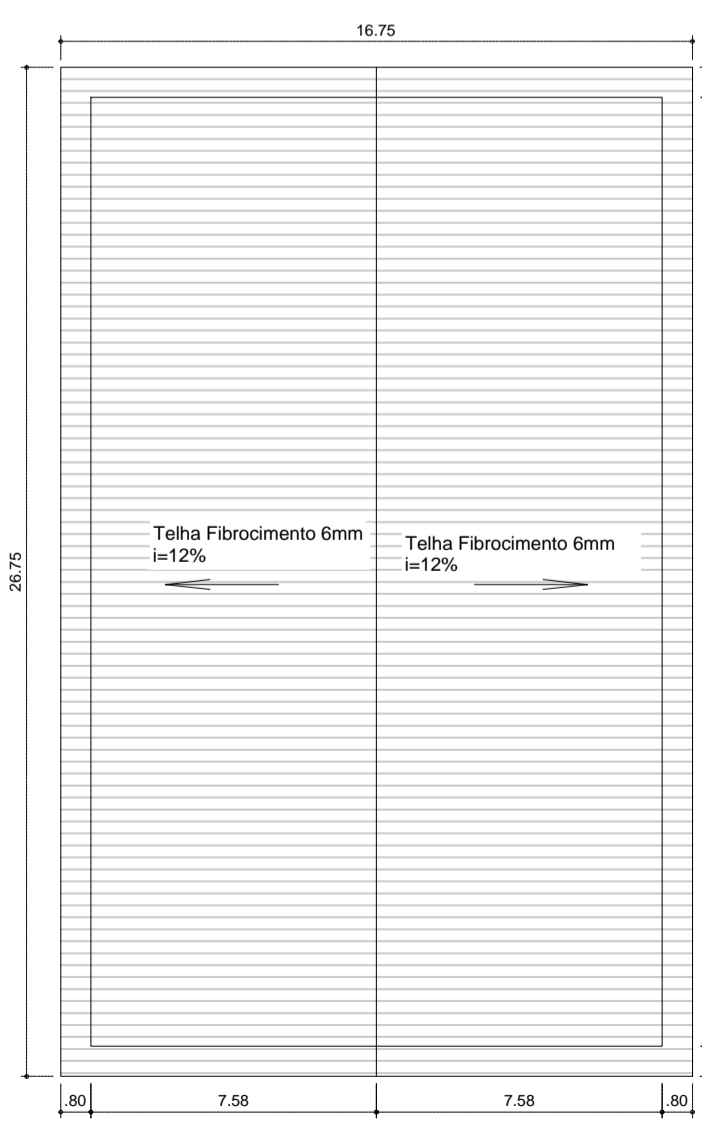 16.75
Telha Fibrocimento 6mm
i=12%
Telha Fibrocimento 6mm
i=12%
26.75
.80
7.58
7.58
.80